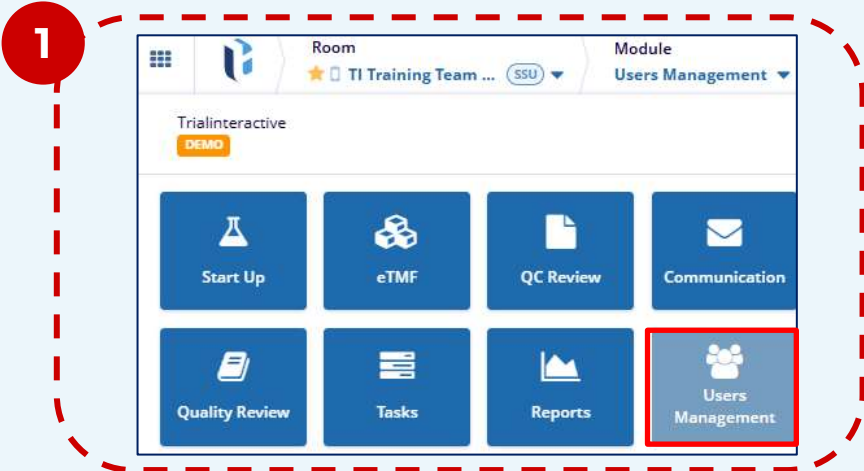 1
Room
Module
TI Training Team ... SSU
Users Management
Trialinteractive
DEMO
Start Up
eTMF
QC Review
Communication
Quality Review
Tasks
Reports
Users
Management